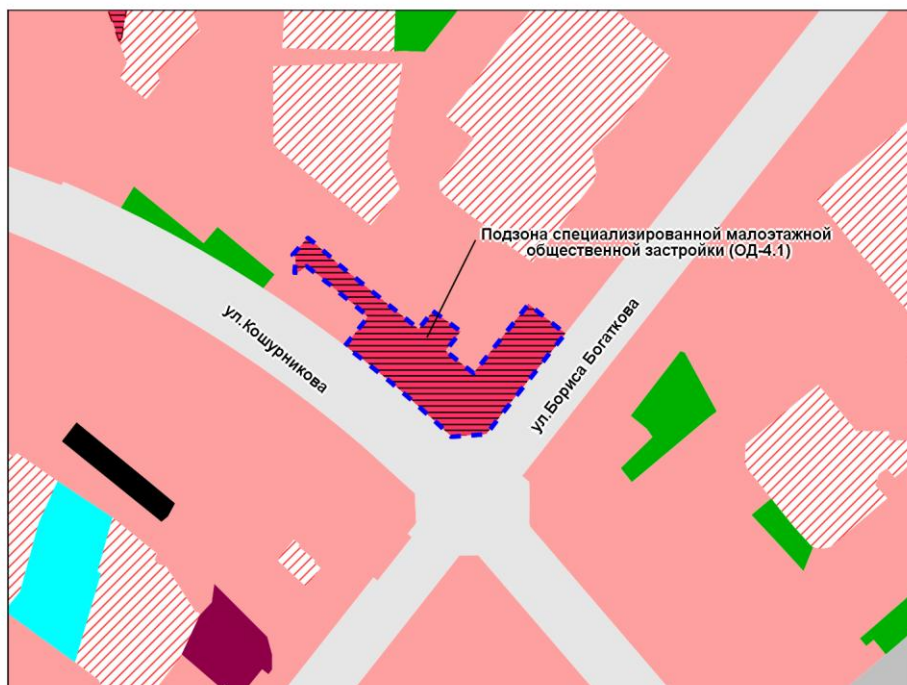 Подзона специализированной малоэтажной
общественной застройки (ОД-4.1)
ул.Кошурникова
ул.Бориса Богаткова